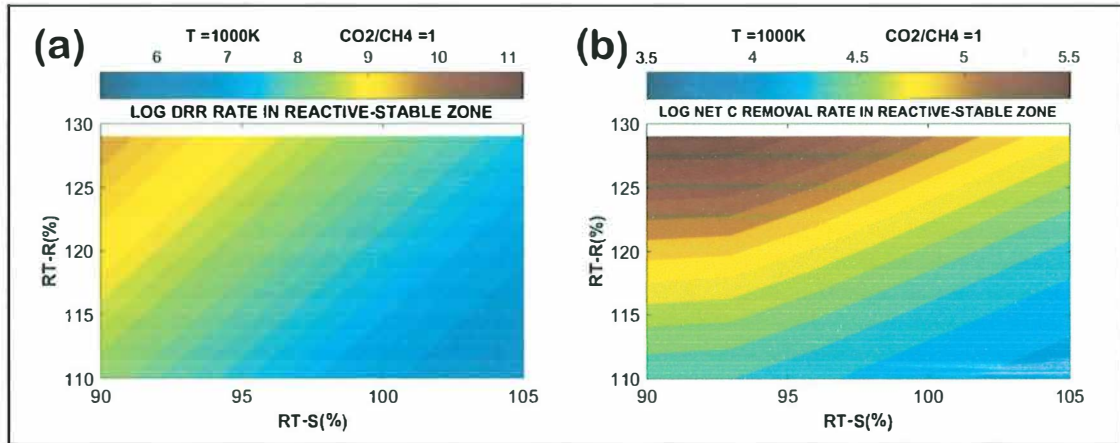 (a) T =1000K CO2/CH4 =1
6 7 8 9 10 11
LOG DRR RATE IN REACTIVE-STABLE ZONE
130
125
120
115
110
RT-R(%)
90 95 100 105
RT-S(%)
(b) T =1000K CO2/CH4 =1
3.5 4 4.5 5 5.5
LOG NET C REMOVAL RATE IN REACTIVE-STABLE ZONE
130
125
120
115
110
RT-R(%)
90 95 100 105
RT-S(%)